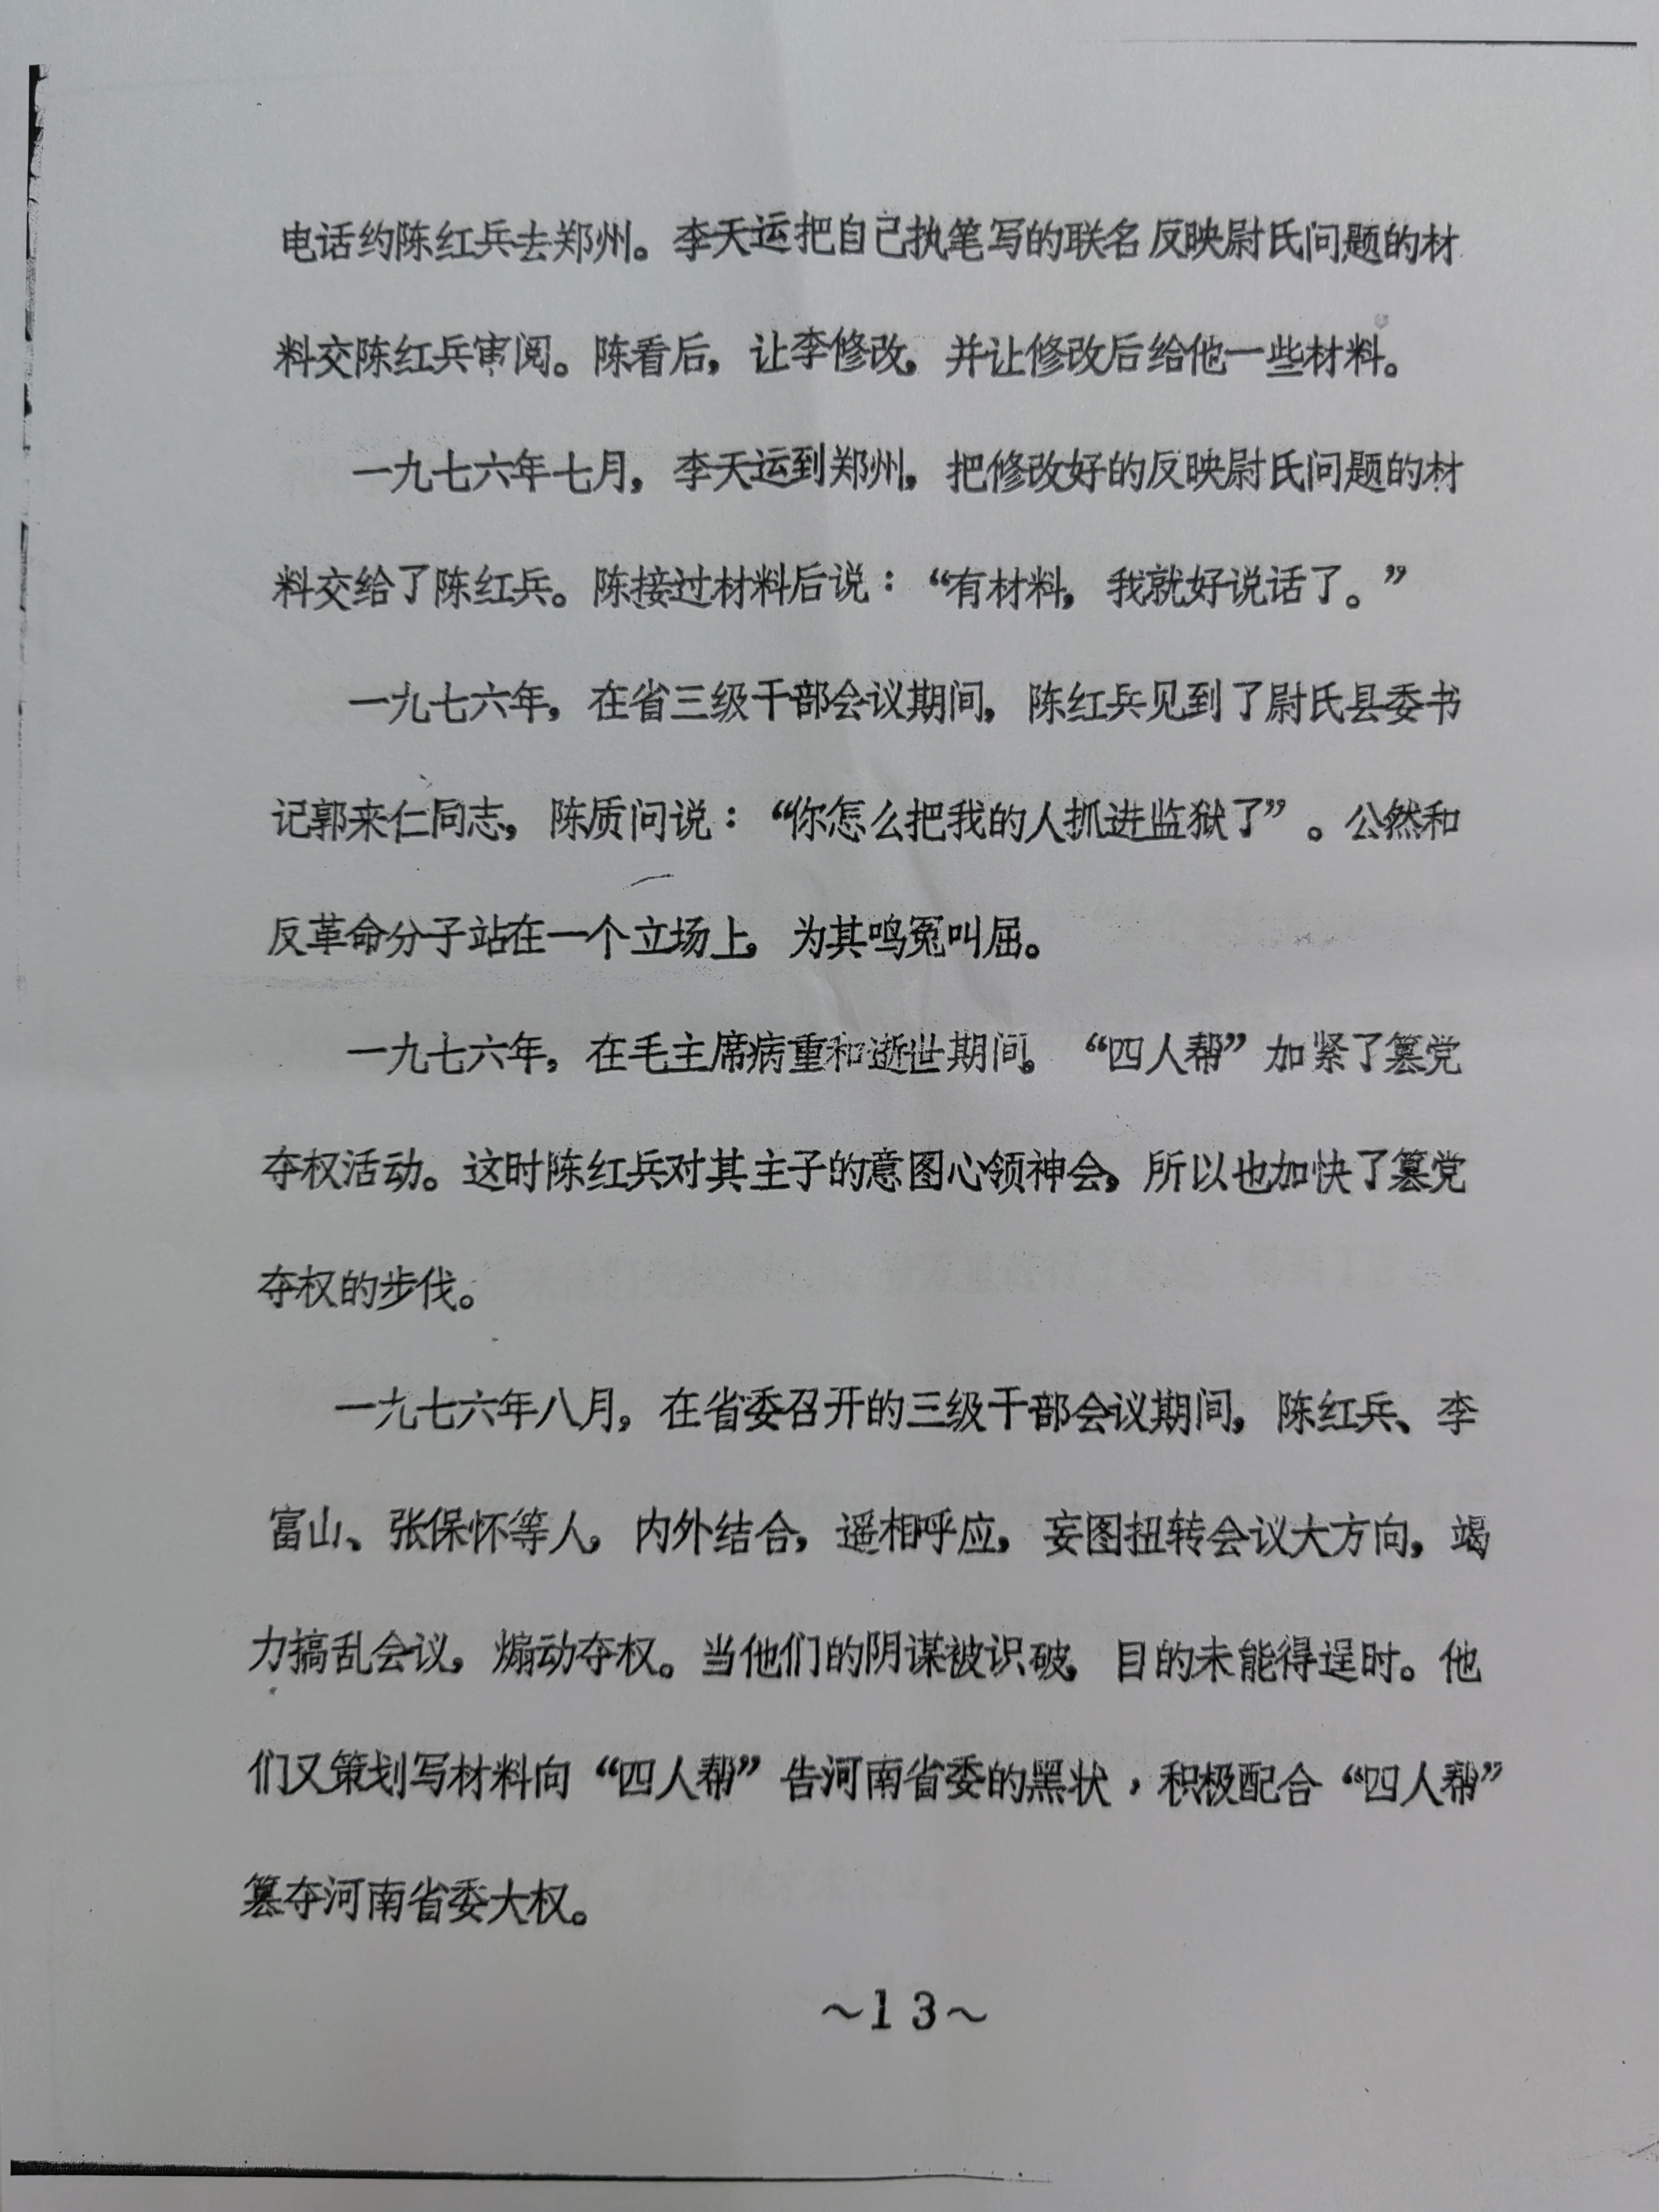 电话约陈红兵去郑州。李天运把自己执笔写的联名反映尉氏问题的材
料交陈红兵审阅。陈看后，让李修改，并让修改后给他一些材料。
一九七六年七月，李天运到郑州，把修改好的反映尉氏问题的材
料交给了陈红兵。陈接过材料后说：“有材料，我就好说话了。”
一九七六年，在省三级干部会议期间，陈红兵见到了尉氏县委书
记郭来仁同志，陈质问说：“你怎么把我的人抓进监狱了”。公然和
反革命分子站在一个立场上，为其鸣冤叫屈。
一九七六年，在毛主席病重和逝世期间。“四人帮”加紧了篡党
夺权活动。这时陈红兵对其主子的意图心领神会，所以也加快了篡党
夺权的步伐。
一九七六年八月，在省委召开的三级干部会议期间，陈红兵、李
富山、张保怀等人，内外结合，遥相呼应，妄图扭转会议大方向，竭
力搞乱会议，煽动夺权。当他们的阴谋被识破，目的未能得逞时。他
们又策划写材料向“四人帮”告河南省委的黑状，积极配合“四人帮”
篡夺河南省委大权。
～13～